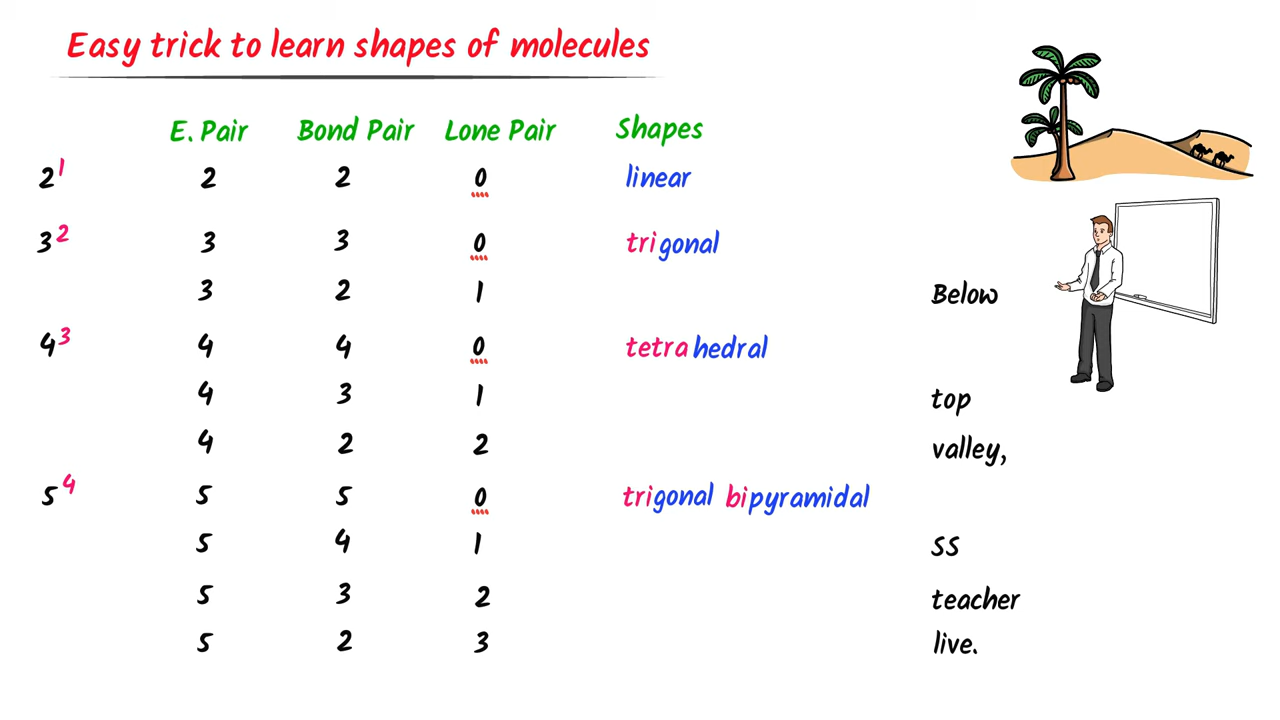 Easy trick to learn shapes of molecules
E. Pair Bond Pair Lone Pair Shapes
2¹ 2 2 0 linear
3² 3 3 0 trigonal
3 2 1 Below
4³ 4 4 0 tetrahedral
4 3 1 top
4 2 2 valley,
5⁴ 5 5 0 trigonal bipyramidal
5 4 1 SS
5 3 2 teacher
5 2 3 live.